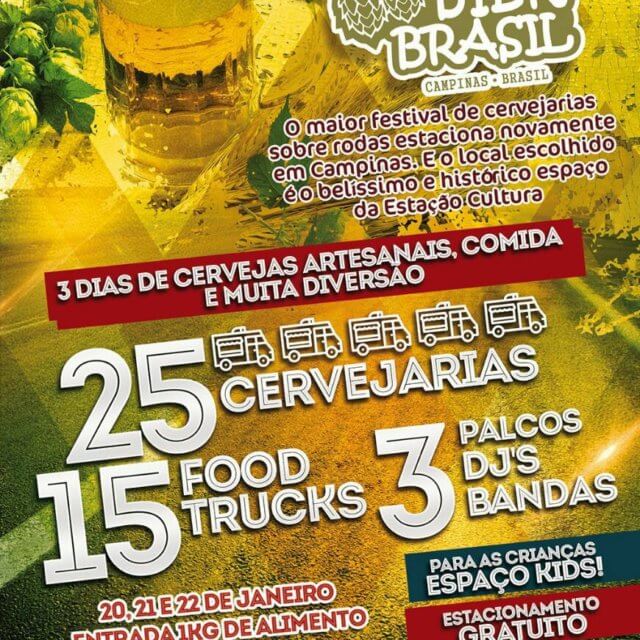 BRASIL
CAMPINAS • BRASIL
O maior festival de cervejarias
sobre rodas estaciona novamente
em Campinas. E o local escolhido
é o belíssimo e histórico espaço
da Estação Cultura
3 DIAS DE CERVEJAS ARTESANAIS, COMIDA
E MUITA DIVERSÃO
25 CERVEJARIAS
15 FOOD
TRUCKS
3 PALCOS
DJ'S
BANDAS
PARA AS CRIANÇAS
ESPAÇO KIDS!
20, 21 E 22 DE JANEIRO
ENTRADA 1KG DE ALIMENTO
ESTACIONAMENTO
GRATUITO